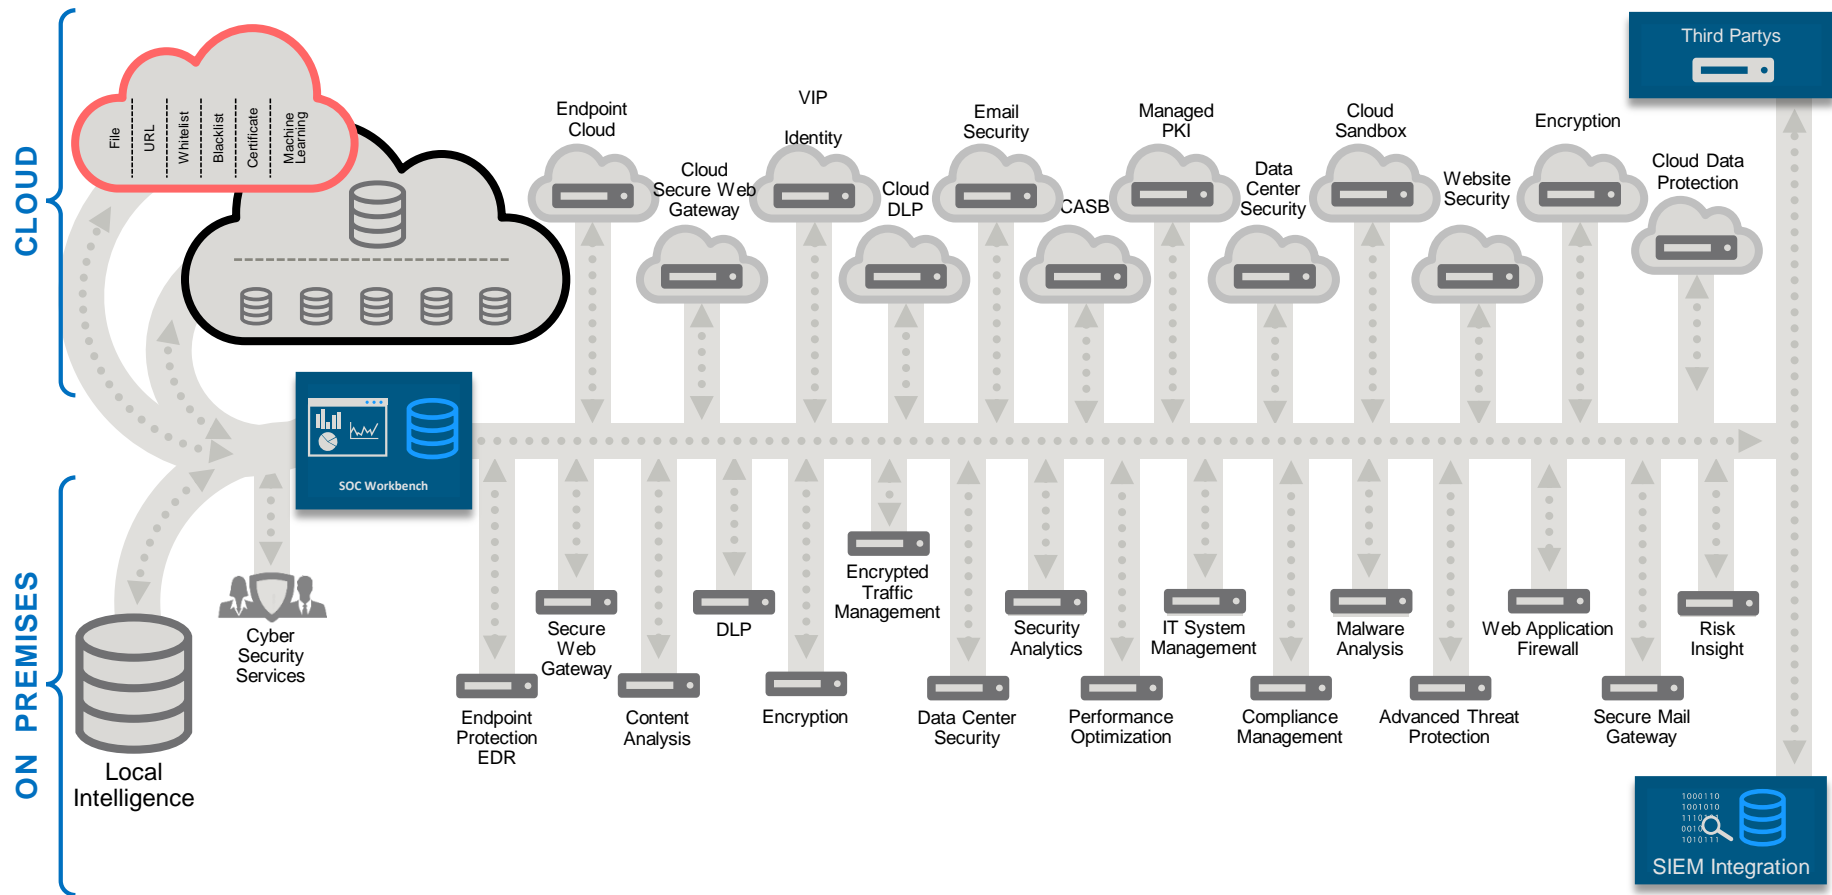 CLOUD
File
URL
Whitelist
Blacklist
Certificate
Machine
Learning
Endpoint
Cloud
Cloud
Secure Web
Gateway
VIP
Identity
Cloud
DLP
Email
Security
CASB
Managed
PKI
Data
Center
Security
Cloud
Sandbox
Website
Security
Encryption
Cloud Data
Protection
Third Partys
SOC Workbench
ON PREMISES
Local
Intelligence
Cyber
Security
Services
Endpoint
Protection
EDR
Secure
Web
Gateway
Content
Analysis
DLP
Encryption
Encrypted
Traffic
Management
Data Center
Security
Security
Analytics
Performance
Optimization
IT System
Management
Compliance
Management
Malware
Analysis
Advanced Threat
Protection
Web Application
Firewall
Secure Mail
Gateway
Risk
Insight
1000110
1001010
1010111
SIEM Integration